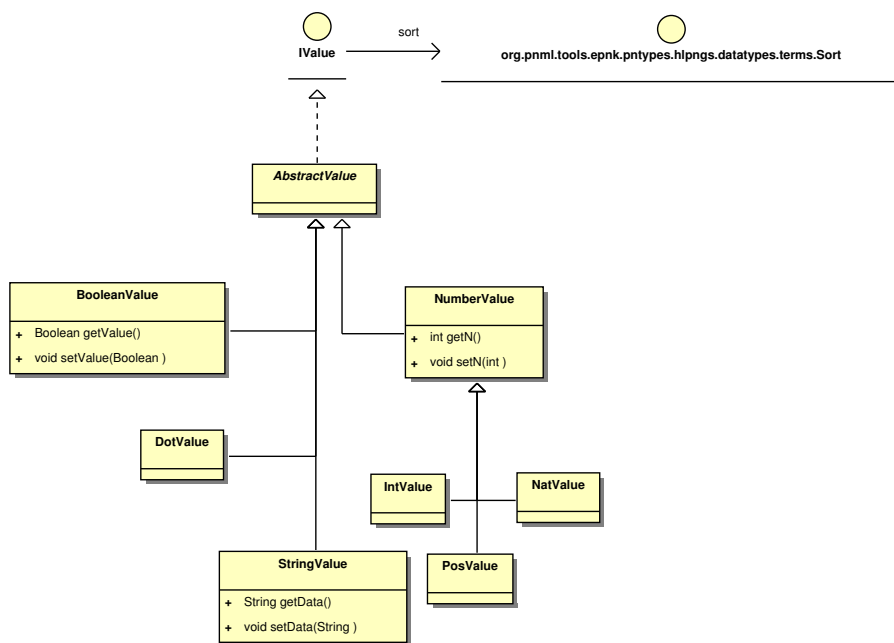 sort
IValue
org.pnml.tools.epnk.pntypes.hlpngs.datatypes.terms.Sort
AbstractValue
BooleanValue
+ Boolean getValue()
+ void setValue(Boolean )
NumberValue
+ int getN()
+ void setN(int )
DotValue
IntValue
NatValue
StringValue
+ String getData()
+ void setData(String )
PosValue